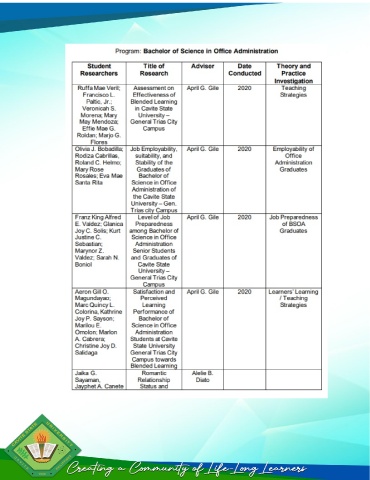 Program: Bachelor of Science in Office Administration
Student Researchers
Title of Research
Adviser
Date Conducted
Theory and Practice Investigation
Ruffa Mae Veril;
Francisco L.
Paltic, Jr.;
Veronicah S.
Morena; Mary
May Mendoza;
Effie Mae G.
Roldan; Marjo G.
Flores
Assessment on
Effectiveness of
Blended Learning
in Cavite State
University –
General Trias City
Campus
April G. Gile
2020
Teaching
Strategies
Olivia J. Bobadilla;
Rodiza Cabrillas,
Roland C. Hirino;
Mary Rose
Rosales; Eva Mae
Santa Rita
Job Employability,
suitability, and
Stability of the
Graduates of
Bachelor of
Science in Office
Administration of
the Cavite State
University – Gen.
Trias city Campus
April G. Gile
2020
Employability of
Office
Administration
Graduates
Franz King Alfred
E. Valdez; Glanica
Joy C. Solis; Kurt
Justine C.
Sebastian;
Marynor Z.
Valdez; Sarah N.
Boniol
Level of Job
Preparedness
among Bachelor of
Science in Office
Administration
Senior Students
and Graduates of
Cavite State
University –
General Trias City
Campus
April G. Gile
2020
Job Preparedness
of BSOA
Graduates
Aeron Gill O.
Magundayao;
Marc Quincy L.
Colorina, Kathrine
Joy P. Sayson;
Marilou E.
Omolon; Marlon
A. Cabrera;
Christine Joy D.
Salidaga
Satisfaction and
Perceived
Learning
Performance of
Bachelor of
Science in Office
Administration
Students at Cavite
State University
General Trias City
Campus towards
Blended Learning
April G. Gile
2020
Learners' Learning
/ Teaching
Strategies
Jaika G.
Sayaman,
Jayphet A. Canete
Romantic
Relationship
Status and
Alelie B.
Diato
Creating a Community of Life-Long Learners